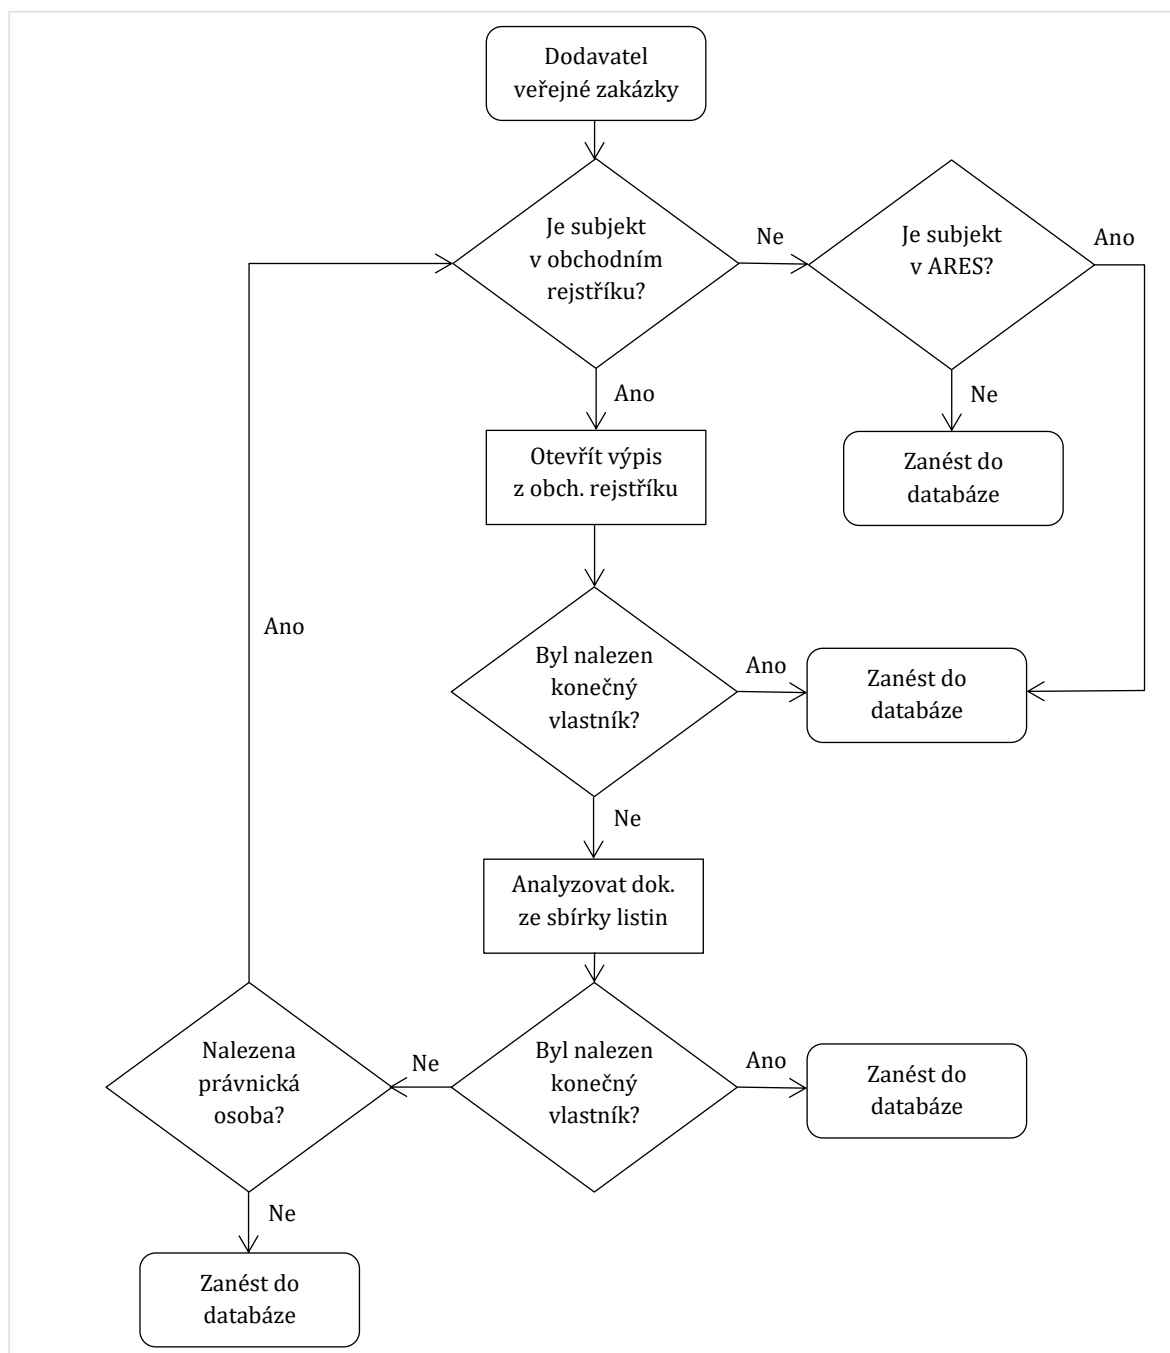 Dodavatel
veřejné zakázky
Je subjekt
v obchodním
rejstříku?
Ne
Je subjekt
v ARES?
Ano
Ano
Ne
Otevřít výpis
z obch. rejstříku
Zanést do
databáze
Ano
Byl nalezen
konečný
vlastník?
Ano
Zanést do
databáze
Ne
Analyzovat dok.
ze sbírky listin
Nalezena
právnická
osoba?
Ne
Byl nalezen
konečný
vlastník?
Ano
Zanést do
databáze
Ne
Zanést do
databáze